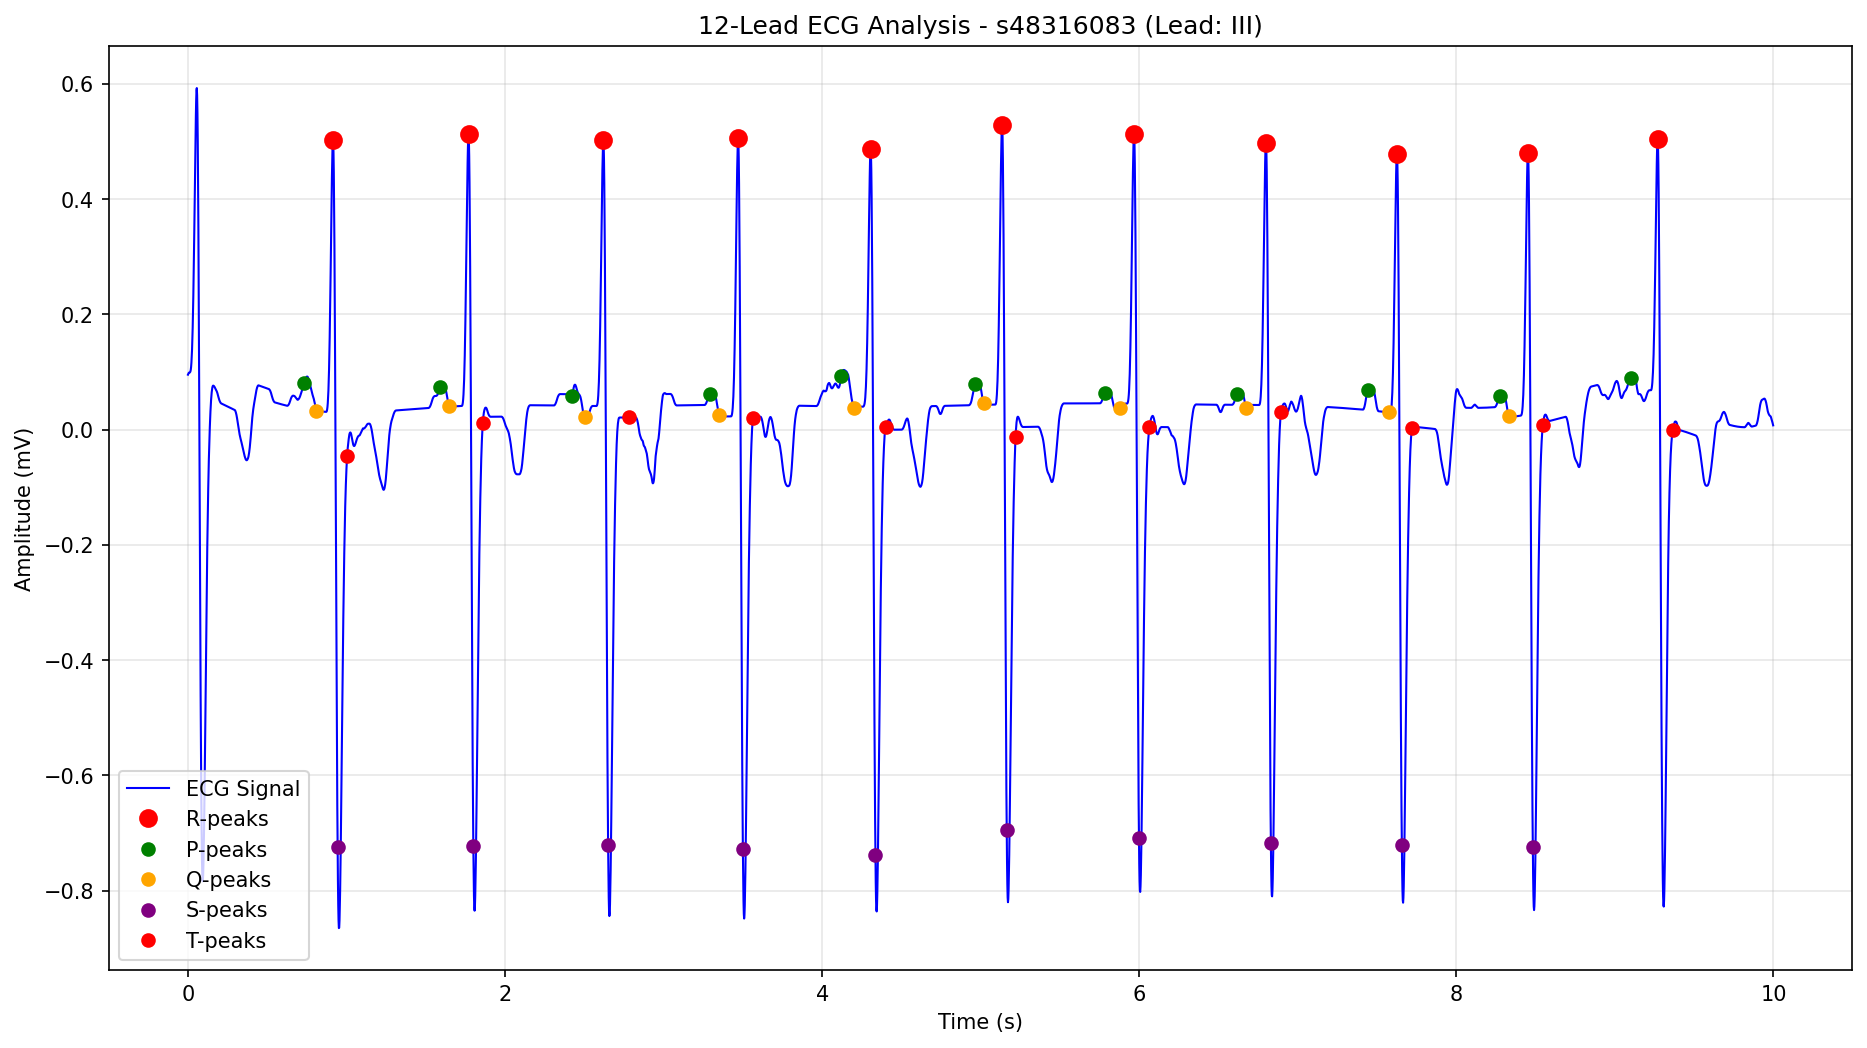 12-Lead ECG Analysis - s48316083 (Lead: III)
Amplitude (mV)
0.6
0.4
0.2
0.0
−0.2
−0.4
−0.6
−0.8
ECG Signal
R-peaks
P-peaks
Q-peaks
S-peaks
T-peaks
0 2 4 6 8 10
Time (s)